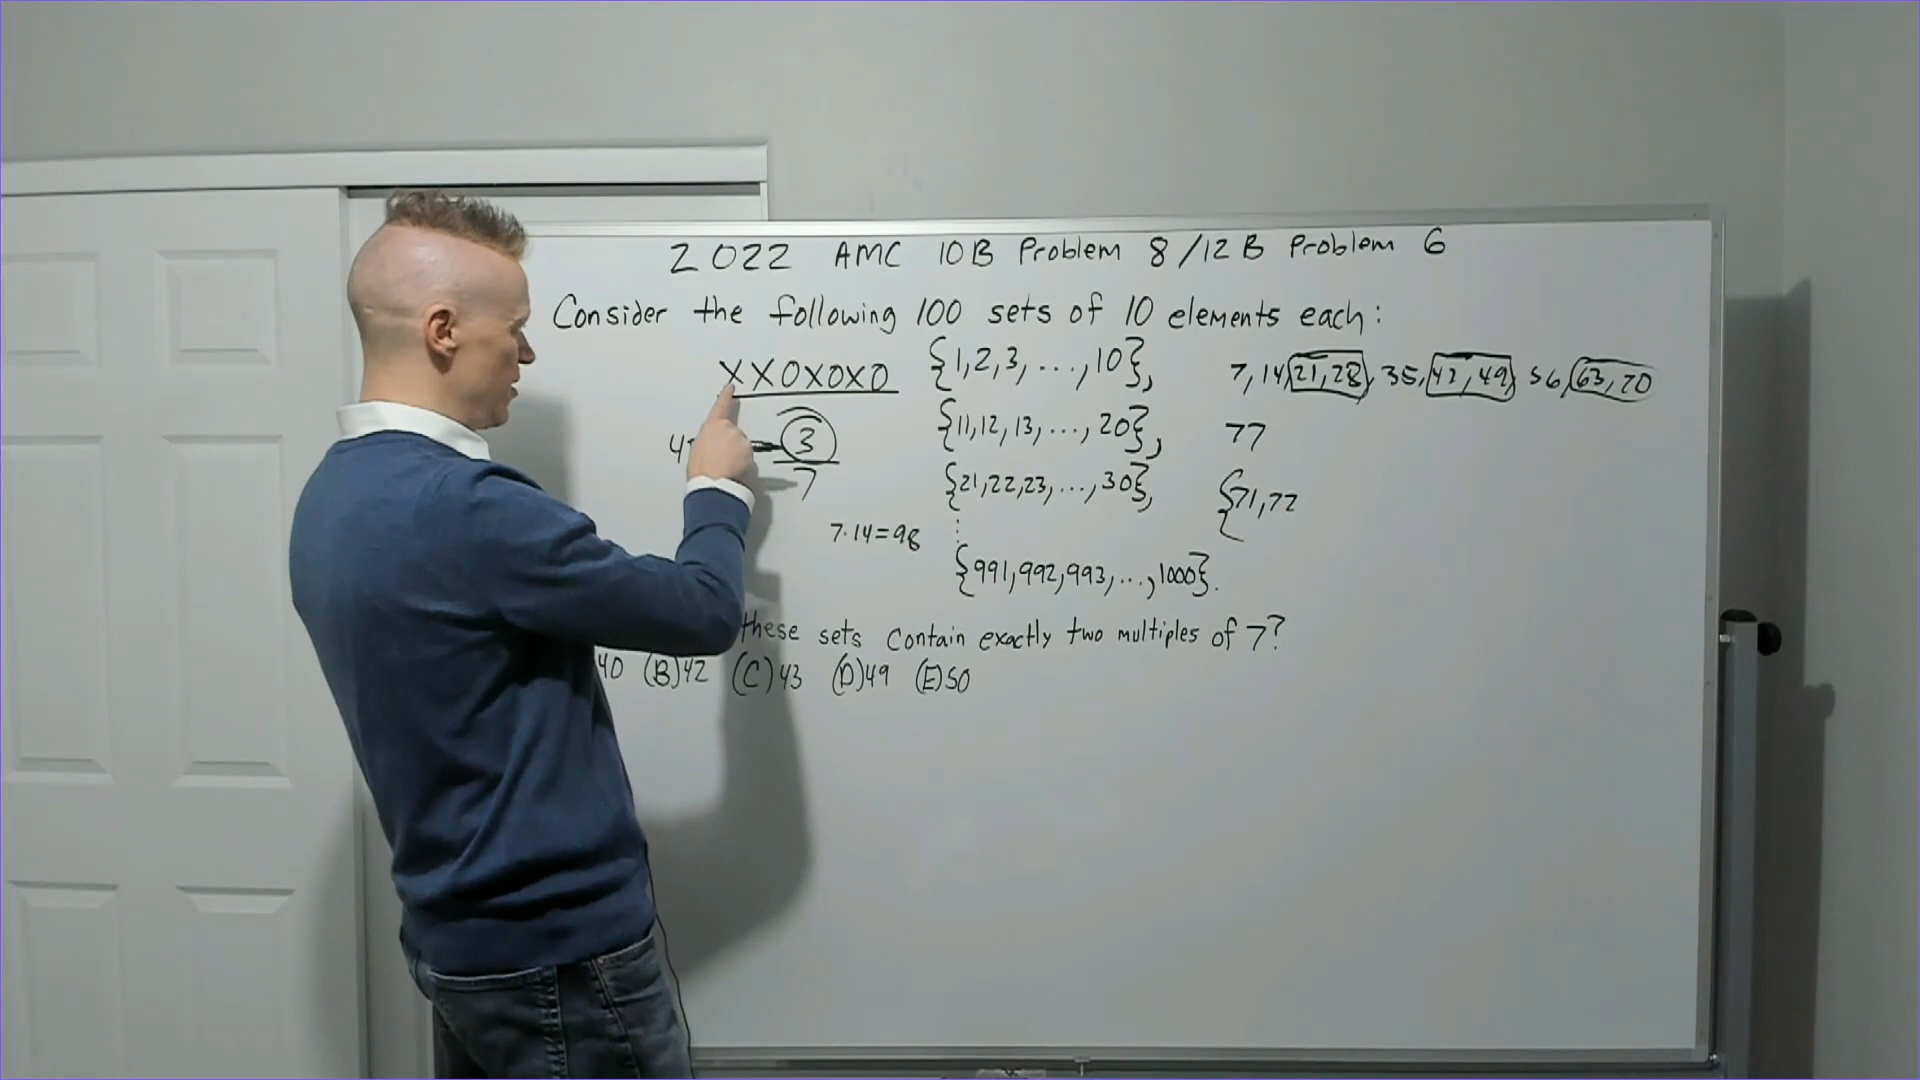 2022 AMC 10B Problem 8/12B Problem 6
Consider the following 100 sets of 10 elements each:
XXOXOXO
{1,2,3,...,10},
7,14,21,28,35,42,49,56,63,70
{11,12,13,...,20},
77
3
7
{21,22,23,...,30},
{71,72
7·14=98
⋮
{991,992,993,...,1000}.
these sets contain exactly two multiples of 7?
40 (B)42 (C)43 (D)49 (E)50